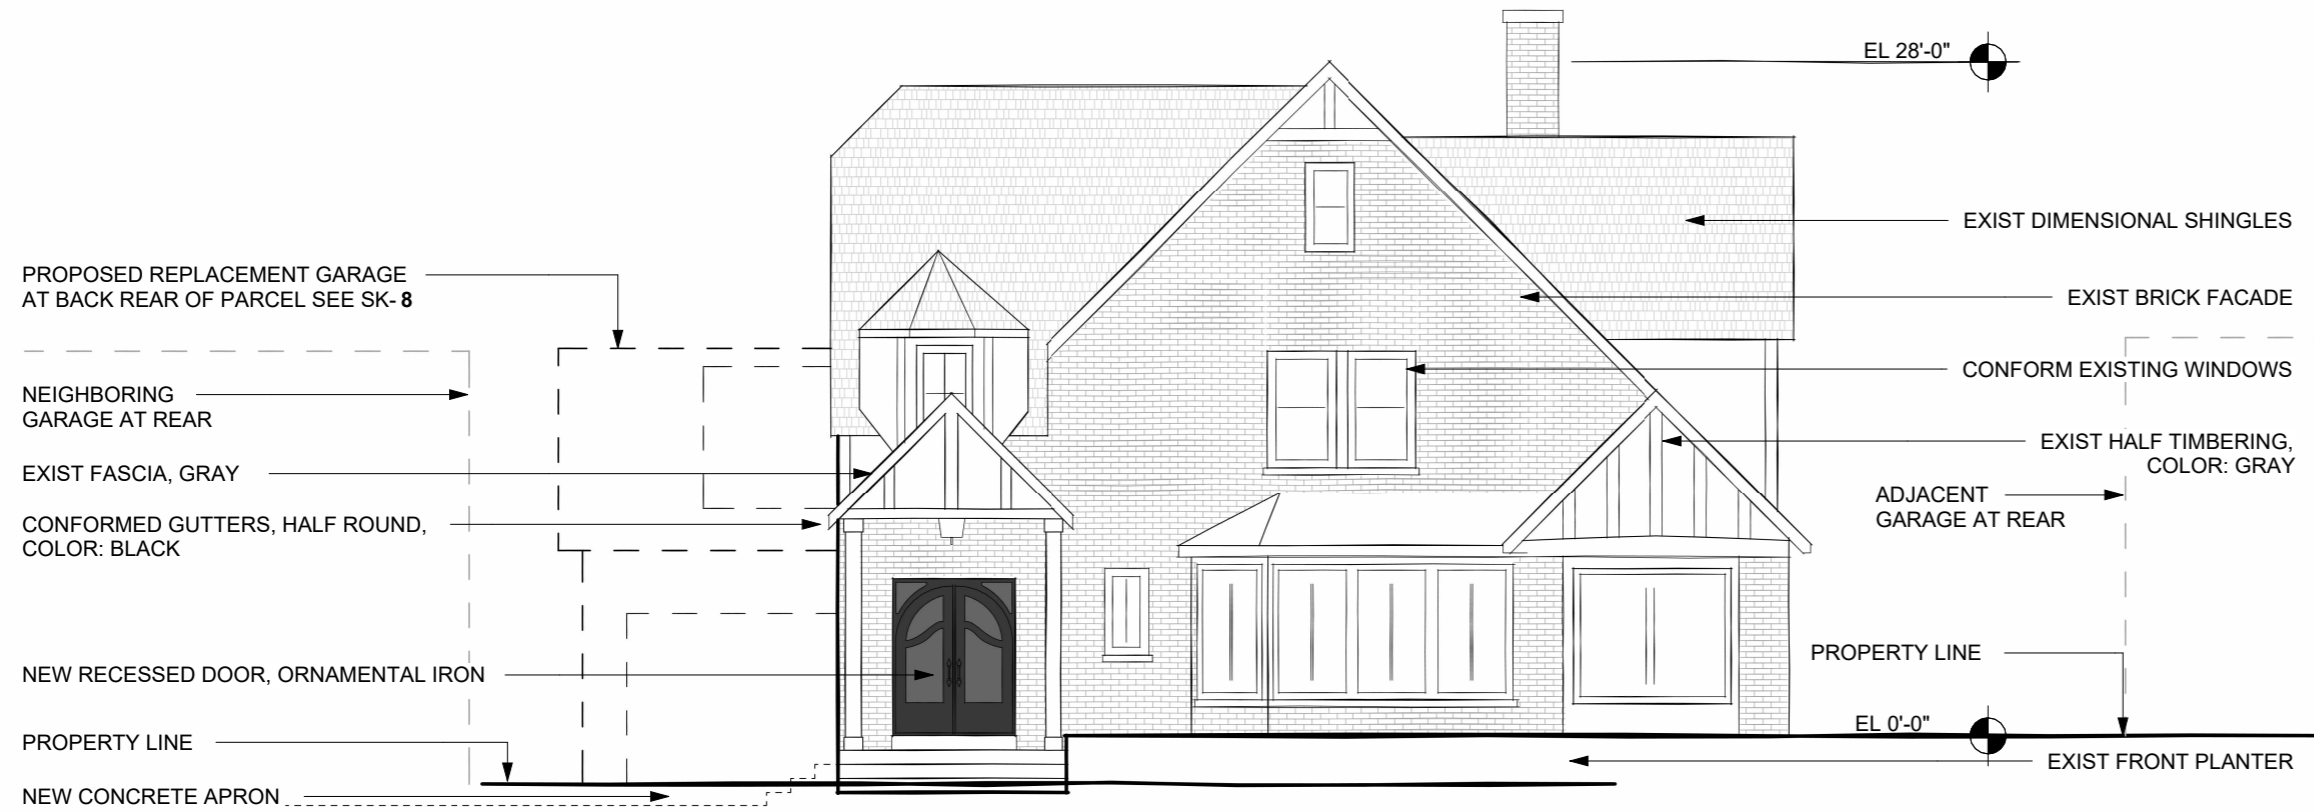 EL 28'-0"
EXIST DIMENSIONAL SHINGLES
PROPOSED REPLACEMENT GARAGE
AT BACK REAR OF PARCEL SEE SK- 8
EXIST BRICK FACADE
CONFORM EXISTING WINDOWS
NEIGHBORING
GARAGE AT REAR
EXIST HALF TIMBERING,
COLOR: GRAY
EXIST FASCIA, GRAY
ADJACENT
GARAGE AT REAR
CONFORMED GUTTERS, HALF ROUND,
COLOR: BLACK
PROPERTY LINE
NEW RECESSED DOOR, ORNAMENTAL IRON
EL 0'-0"
PROPERTY LINE
EXIST FRONT PLANTER
NEW CONCRETE APRON